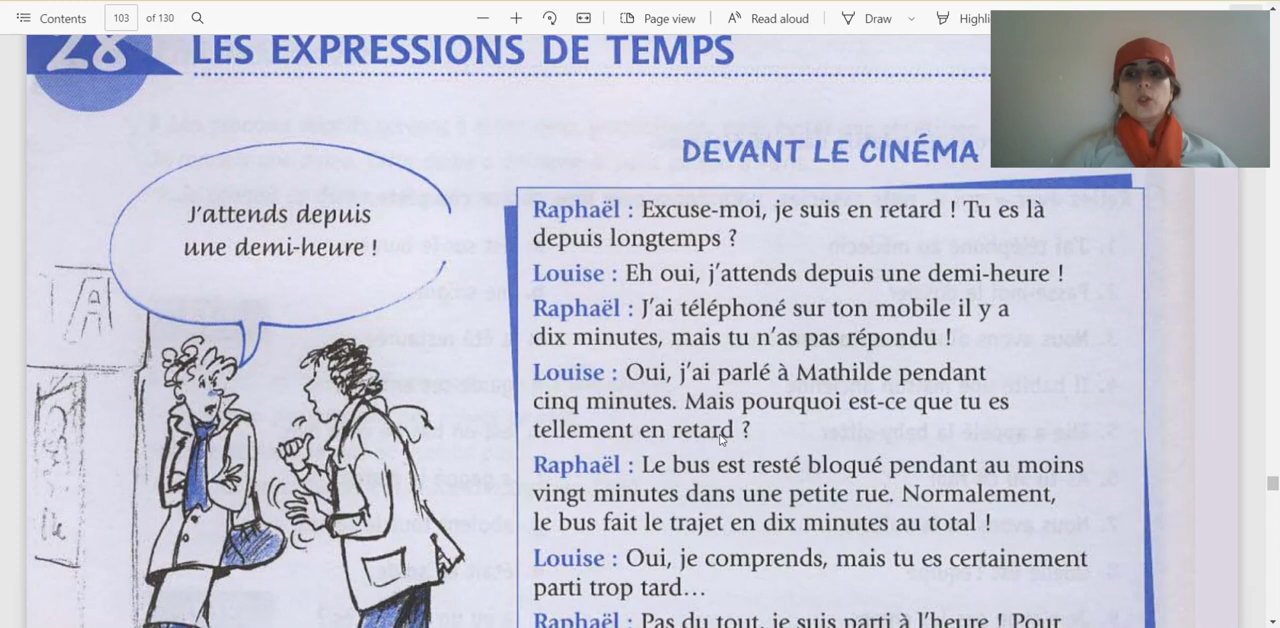 Contents
103 of 130
Page view
Read aloud
Draw
28 LES EXPRESSIONS DE TEMPS
J'attends depuis
une demi-heure !
A
DEVANT LE CINÉMA
Raphaël : Excuse-moi, je suis en retard ! Tu es là
depuis longtemps ?
Louise : Eh oui, j'attends depuis une demi-heure !
Raphaël : J'ai téléphoné sur ton mobile il y a
dix minutes, mais tu n'as pas répondu !
Louise : Oui, j'ai parlé à Mathilde pendant
cinq minutes. Mais pourquoi est-ce que tu es
tellement en retard ?
Raphaël : Le bus est resté bloqué pendant au moins
vingt minutes dans une petite rue. Normalement,
le bus fait le trajet en dix minutes au total !
Louise : Oui, je comprends, mais tu es certainement
parti trop tard…
Raphaël : Pas du tout, je suis parti à l'heure ! Pour